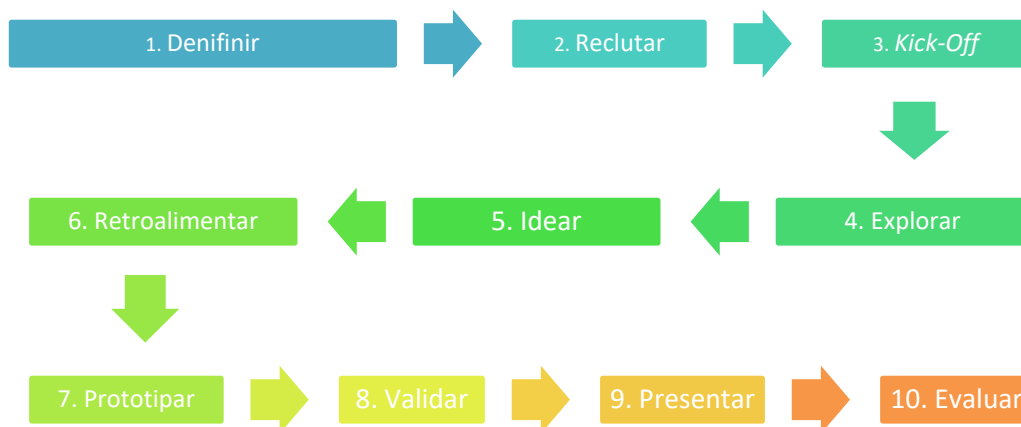 1. Denifinir
2. Reclutar
3. Kick-Off
4. Explorar
5. Idear
6. Retroalimentar
7. Prototipar
8. Validar
9. Presentar
10. Evaluar